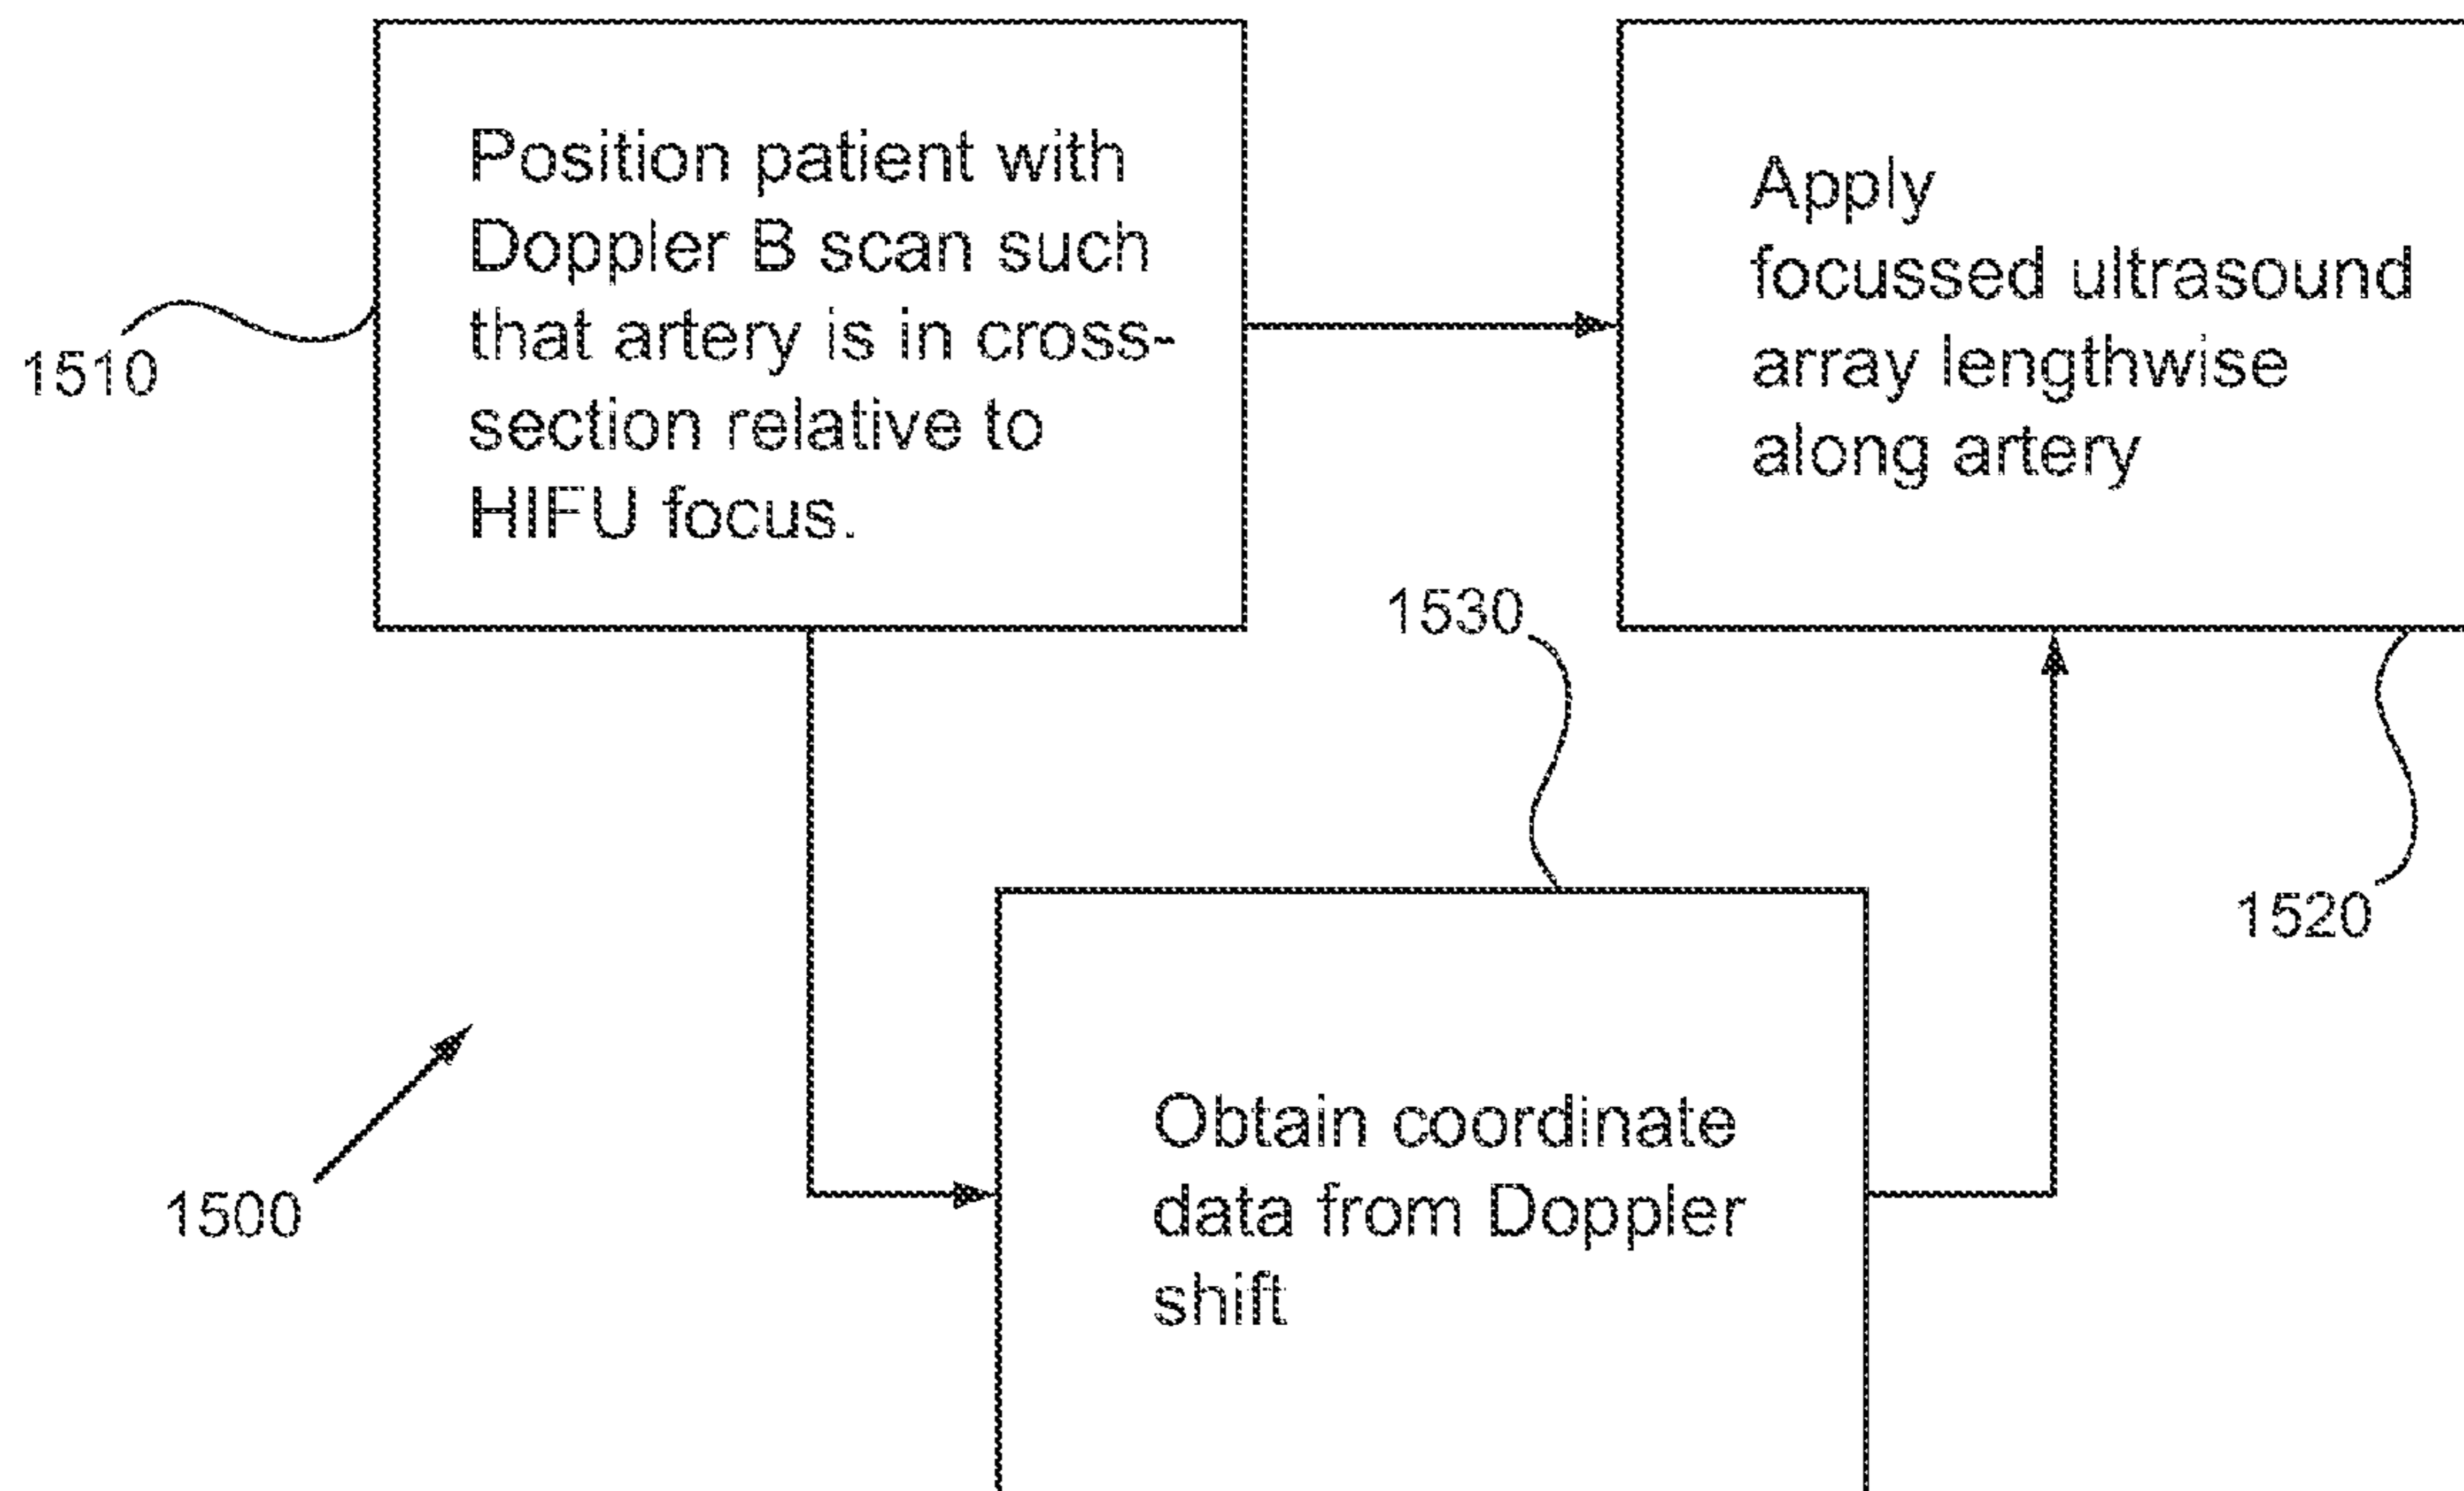 Position patient with
Doppler B scan such
that artery is in cross-
section relative to
HIFU focus.
Apply
focussed ultrasound
array lengthwise
along artery
1510
1530
1520
Obtain coordinate
data from Doppler
shift
1500